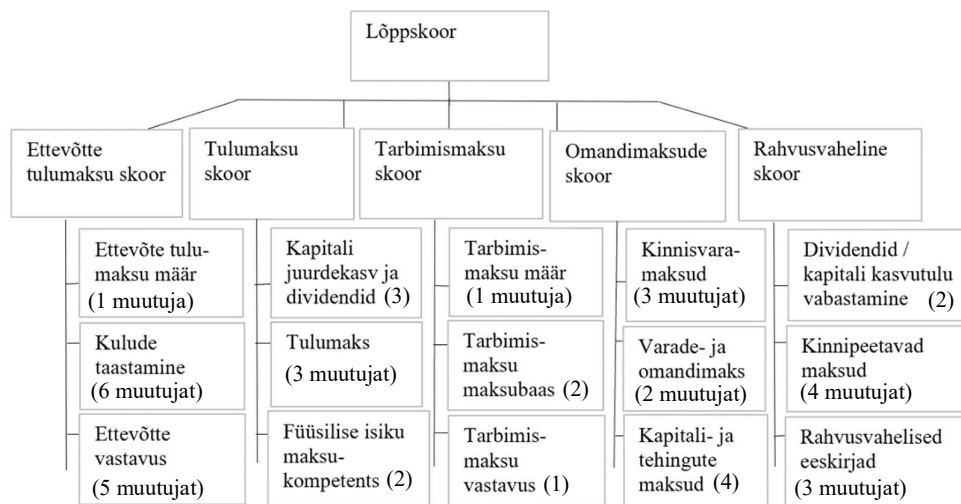 Lõppskoor
Ettevõtte
tulumaksu skoor
Tulumaksu
skoor
Tarbimismaksu
skoor
Omandimaksude
skoor
Rahvusvaheline
skoor
Ettevõte tulu-
maksu määr
(1 muutuja)
Kulude
taastamine
(6 muutujat)
Ettevõtte
vastavus
(5 muutujat)
Kapitali
juurdekasv ja
dividendid (3)
Tulumaks
(3 muutujat)
Füüsilise isiku
maksu-
kompetents (2)
Tarbimis-
maksu määr
(1 muutuja)
Tarbimis-
maksu
maksubaas (2)
Tarbimis-
maksu
vastavus (1)
Kinnisvara-
maksud
(3 muutujat)
Varade- ja
omandimaks
(2 muutujat)
Kapitali- ja
tehingute
maksud (4)
Dividendid /
kapitali kasvutulu
vabastamine (2)
Kinnipeetavad
maksud
(4 muutujat)
Rahvusvahelised
eeskirjad
(3 muutujat)